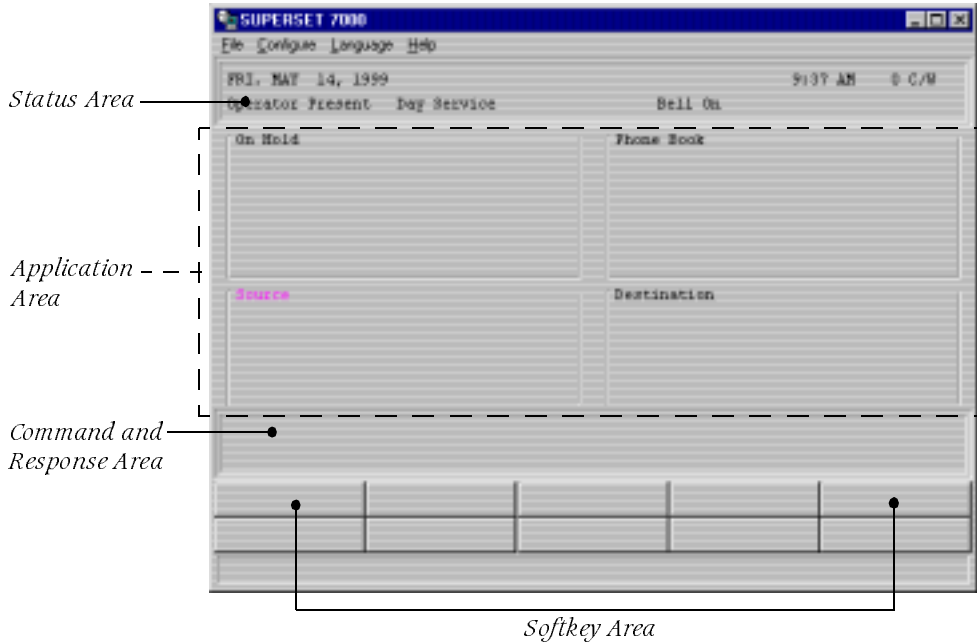 SUPERSET 7000
File Configure Language Help
FRI. MAY 14, 1999 9:37 AM 0 C/W
Status Area
Operator Present Day Service Bell On
On Hold Phone Book
Application
Area
Source Destination
Command and
Response Area
Softkey Area